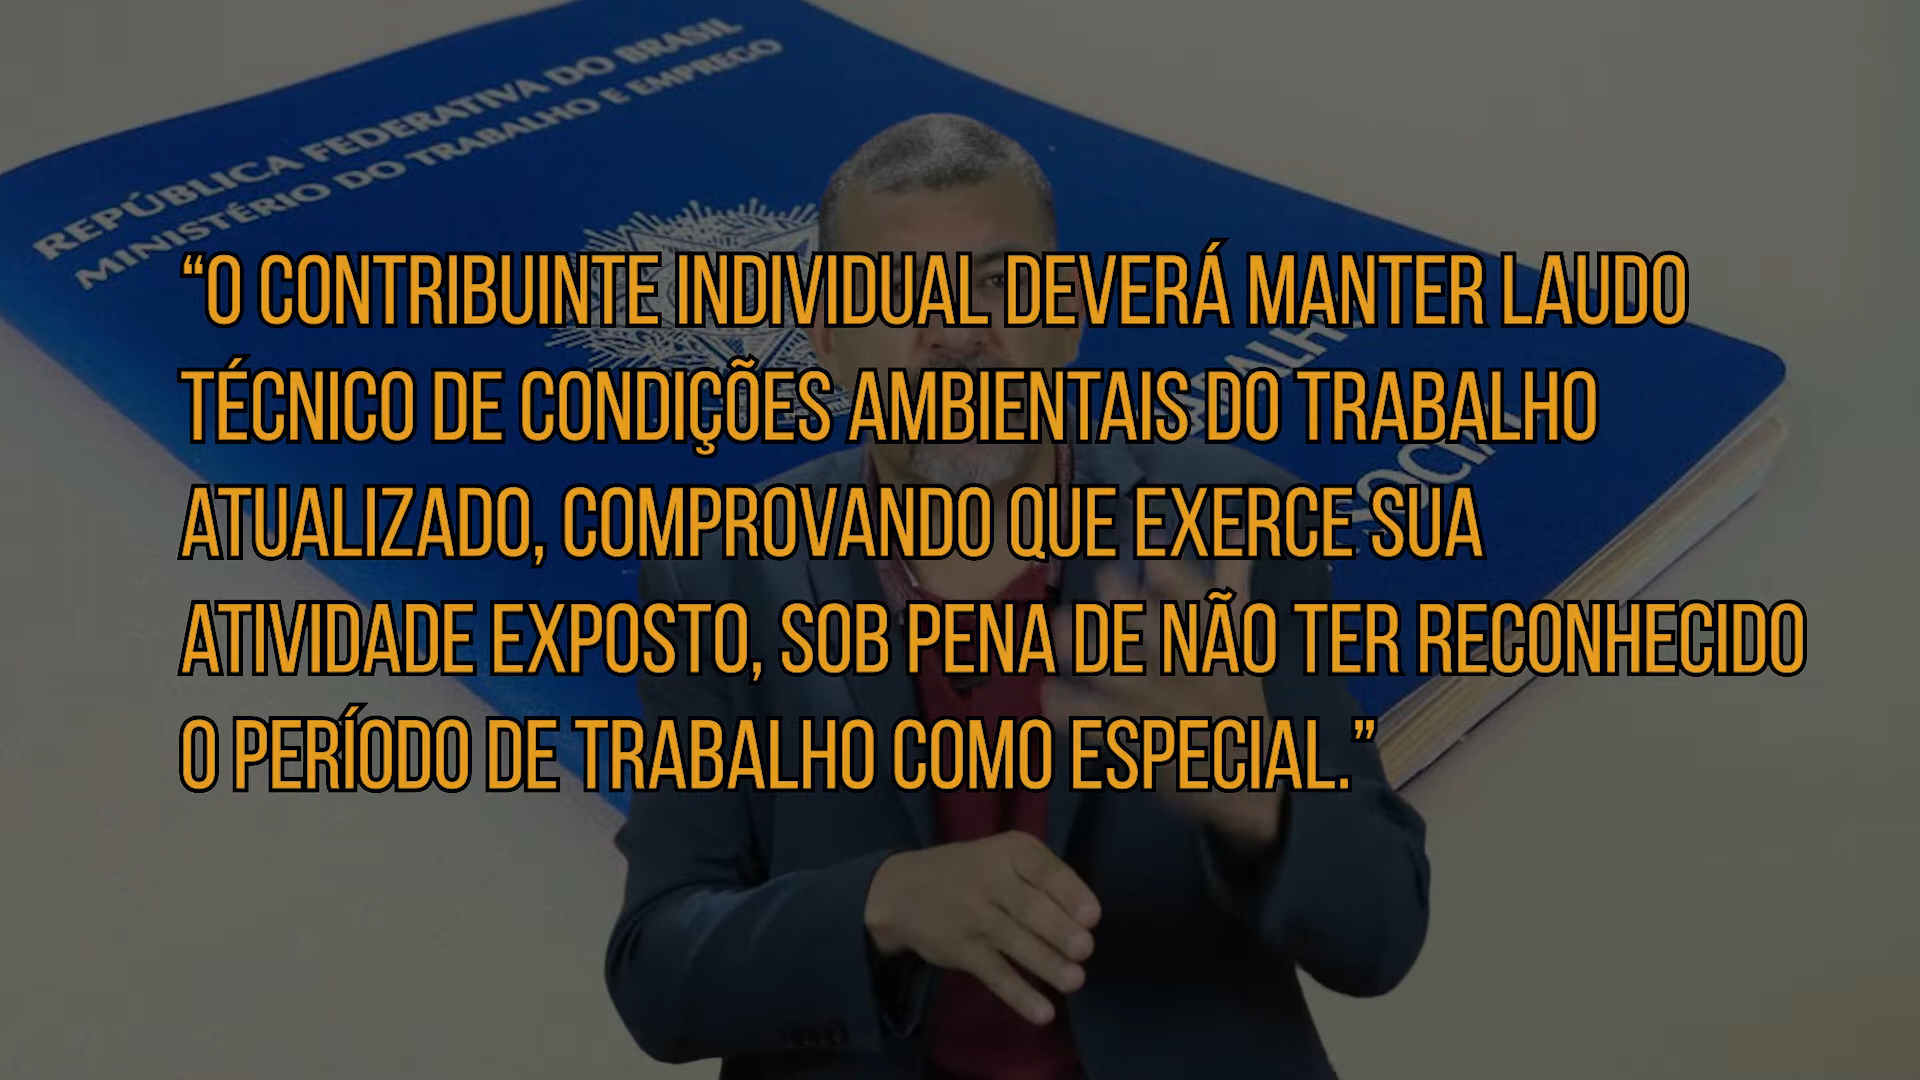 REPÚBLICA FEDERATIVA DO BRASIL
MINISTÉRIO DO TRABALHO E EMPREGO
“O CONTRIBUINTE INDIVIDUAL DEVERÁ MANTER LAUDO
TÉCNICO DE CONDIÇÕES AMBIENTAIS DO TRABALHO
ATUALIZADO, COMPROVANDO QUE EXERCE SUA
ATIVIDADE EXPOSTO, SOB PENA DE NÃO TER RECONHECIDO
O PERÍODO DE TRABALHO COMO ESPECIAL.”